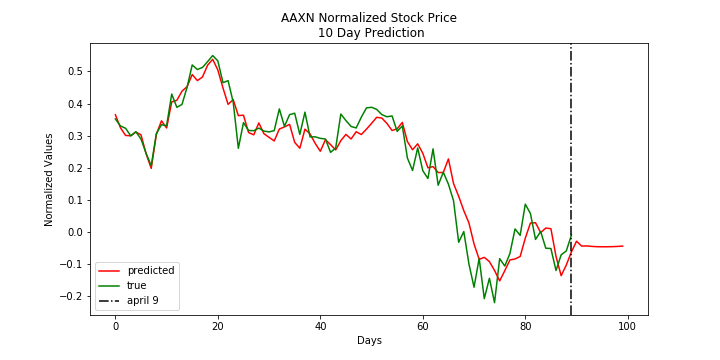 AAXN Normalized Stock Price
10 Day Prediction
Normalized Values
0.5
0.4
0.3
0.2
0.1
0.0
−0.1
−0.2
predicted
true
april 9
0 20 40 60 80 100
Days